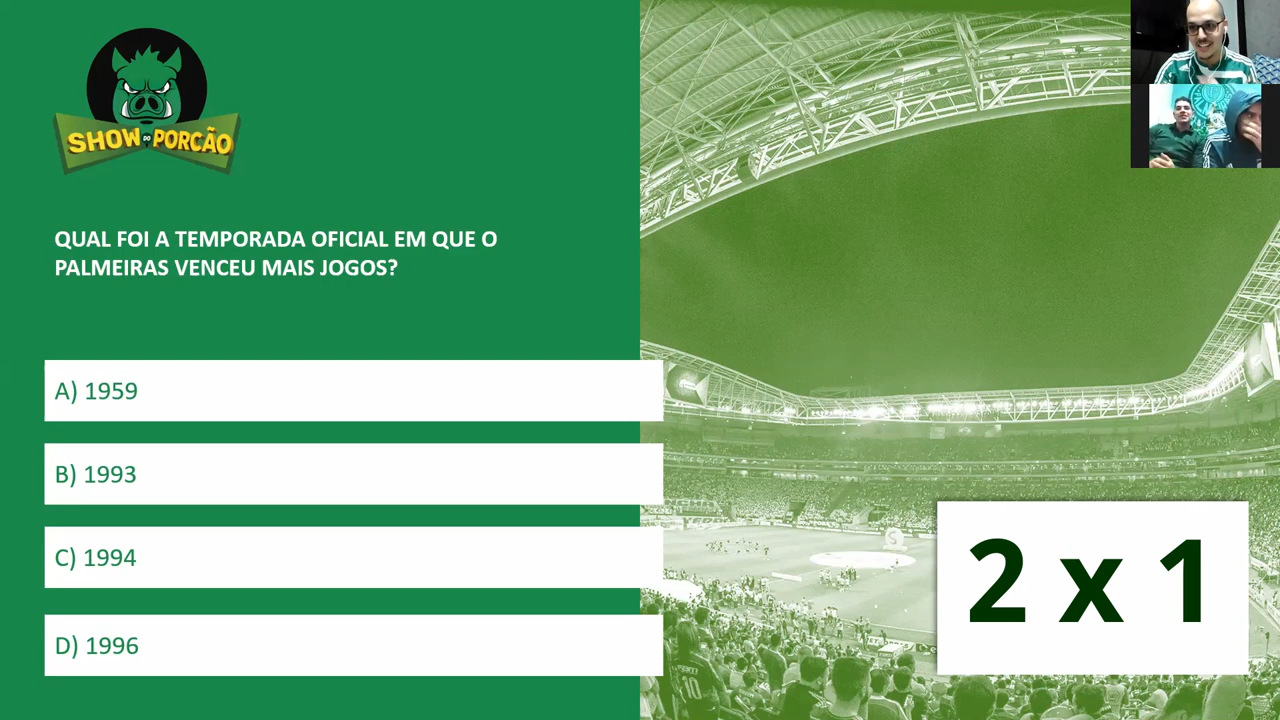 SHOW DO PORCÃO
QUAL FOI A TEMPORADA OFICIAL EM QUE O
PALMEIRAS VENCEU MAIS JOGOS?
A) 1959
B) 1993
C) 1994
D) 1996
2 x 1
10